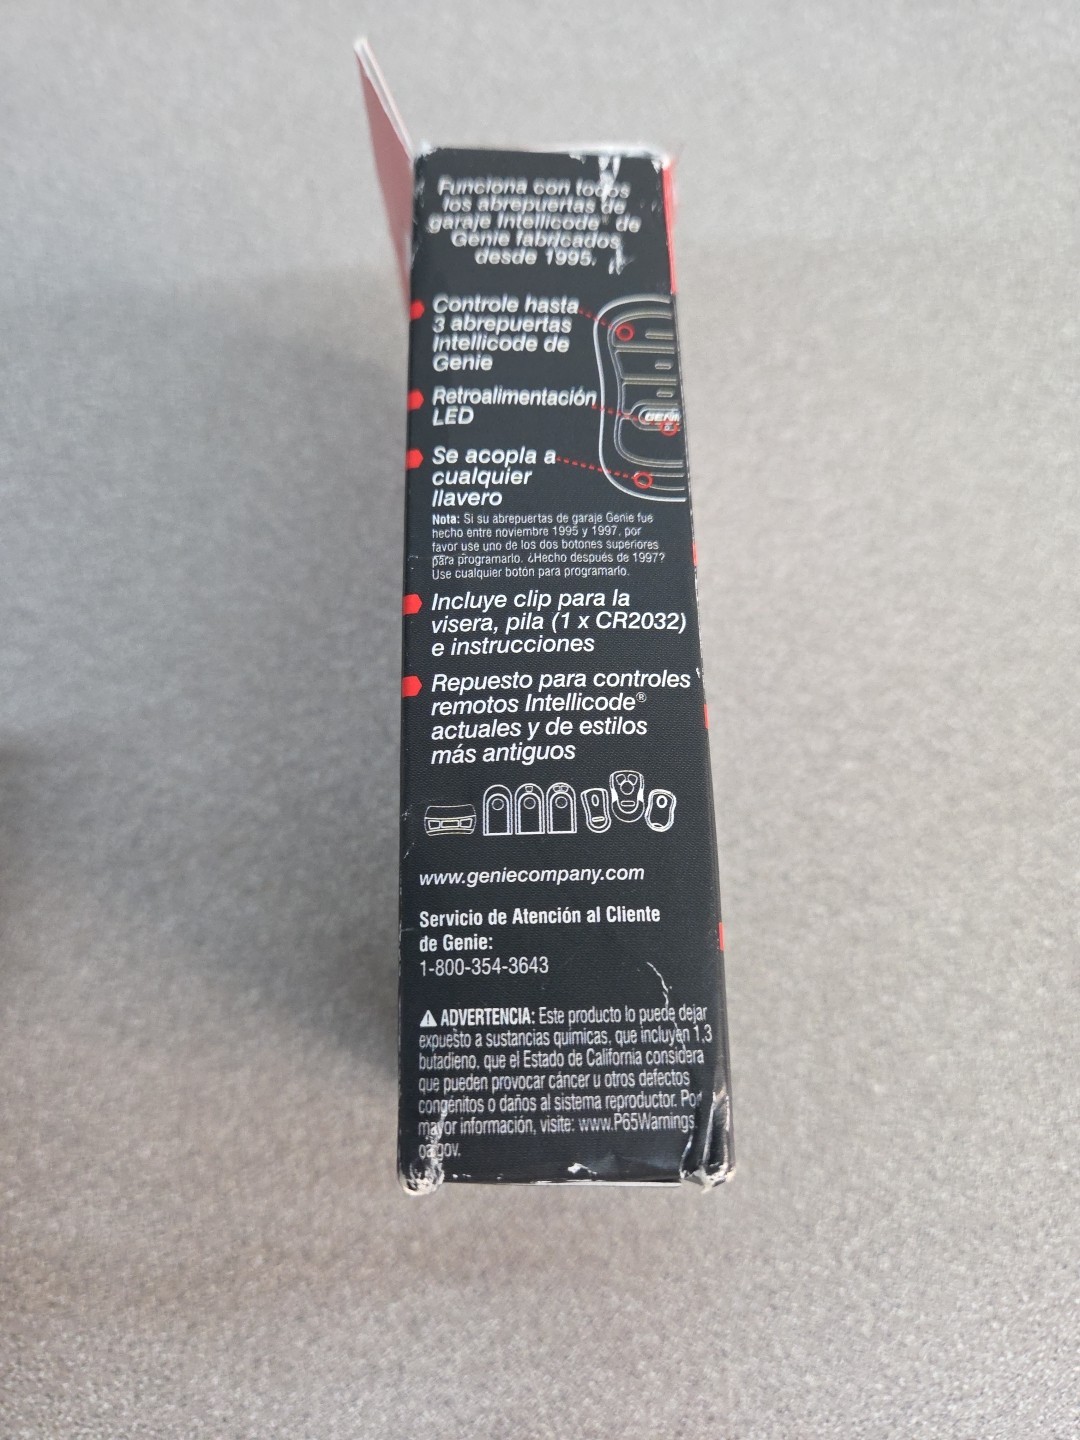 Funciona con todos
los abrepuertas de
garaje Intellicode® de
Genie fabricados
desde 1995.
Controle hasta
3 abrepuertas
Intellicode de
Genie
Retroalimentación
LED
GENIE
Se acopla a
cualquier
llavero
Nota: Si su abrepuertas de garaje Genie fue
hecho entre noviembre 1995 y 1997, por
favor use uno de los dos botones superiores
para programarlo. ¿Hecho después de 1997?
Use cualquier botón para programarlo.
Incluye clip para la
visera, pila (1 x CR2032)
e instrucciones
Repuesto para controles
remotos Intellicode®
actuales y de estilos
más antiguos
www.geniecompany.com
Servicio de Atención al Cliente
de Genie:
1-800-354-3643
⚠ ADVERTENCIA: Este producto lo puede dejar
expuesto a sustancias químicas, que incluyen 1,3
butadieno, que el Estado de California considera
que pueden provocar cáncer u otros defectos
congénitos o daños al sistema reproductor. Por
mayor información, visite: www.P65Warnings.
ca.gov.